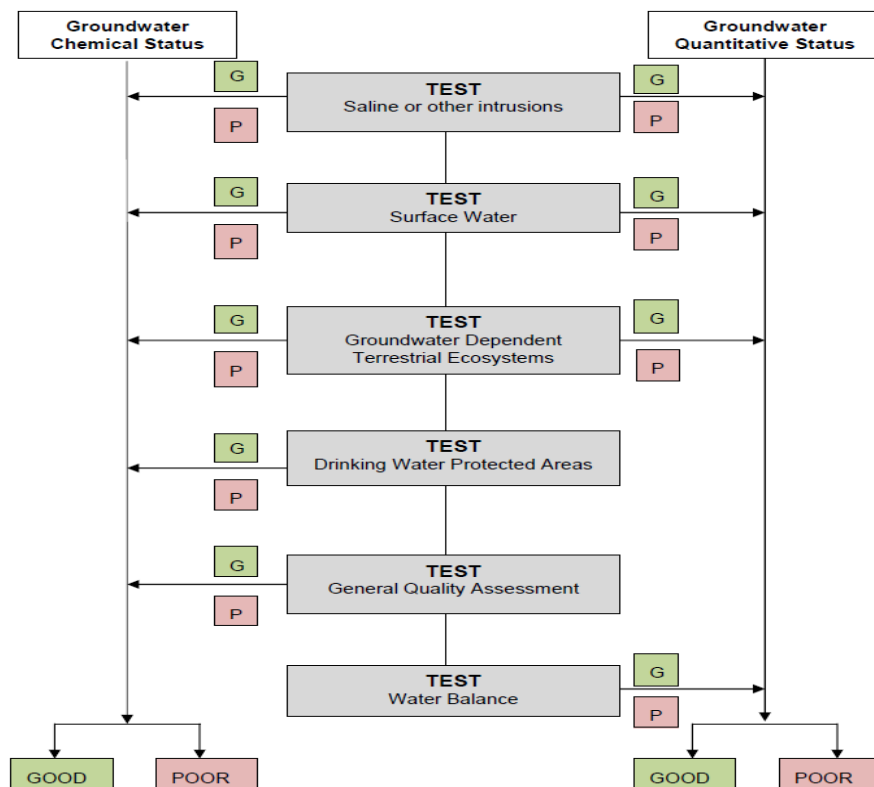 Groundwater
Chemical Status
Groundwater
Quantitative Status
G
TEST
Saline or other intrusions
G
P
P
G
TEST
Surface Water
G
P
P
G
TEST
Groundwater Dependent
Terrestrial Ecosystems
G
P
P
G
TEST
Drinking Water Protected Areas
P
G
TEST
General Quality Assessment
P
TEST
Water Balance
G
P
GOOD
POOR
GOOD
POOR